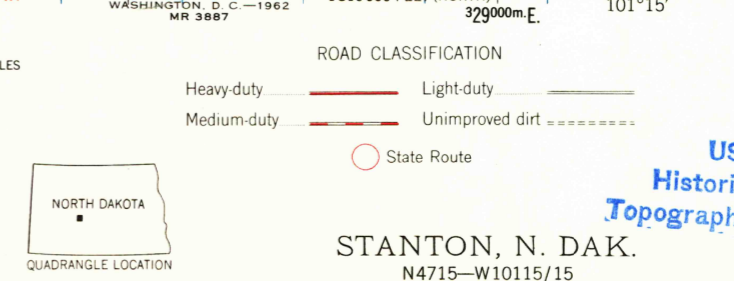 WASHINGTON, D. C.—1962
MR 3887
329000m.E.
101°15′
LES
ROAD CLASSIFICATION
Heavy-duty
Light-duty
Medium-duty
Unimproved dirt
State Route
US
Histori
Topograph
NORTH DAKOTA
QUADRANGLE LOCATION
STANTON, N. DAK.
N4715—W10115/15